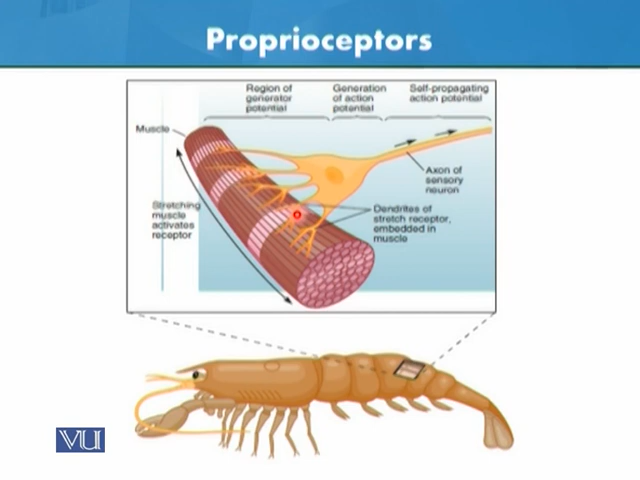 Proprioceptors
Region of
generator
potential
Generation
of action
potential
Self-propagating
action potential
Muscle
Axon of
sensory
neuron
Stretching
muscle
activates
receptor
Dendrites of
stretch receptor,
embedded in
muscle
VU